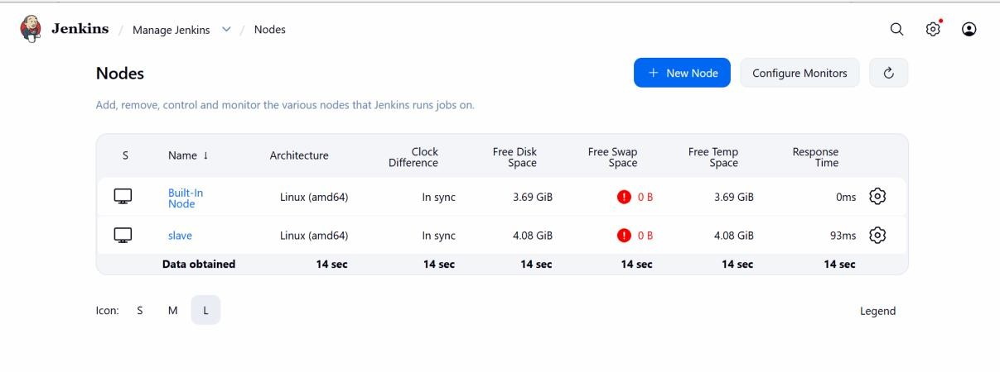 Jenkins / Manage Jenkins / Nodes
Nodes
+ New Node
Configure Monitors
Add, remove, control and monitor the various nodes that Jenkins runs jobs on.
S Name ↓ Architecture Clock Difference Free Disk Space Free Swap Space Free Temp Space Response Time
Built-In Node Linux (amd64) In sync 3.69 GiB ! 0 B 3.69 GiB 0ms
slave Linux (amd64) In sync 4.08 GiB ! 0 B 4.08 GiB 93ms
Data obtained 14 sec 14 sec 14 sec 14 sec 14 sec 14 sec
Icon: S M L
Legend